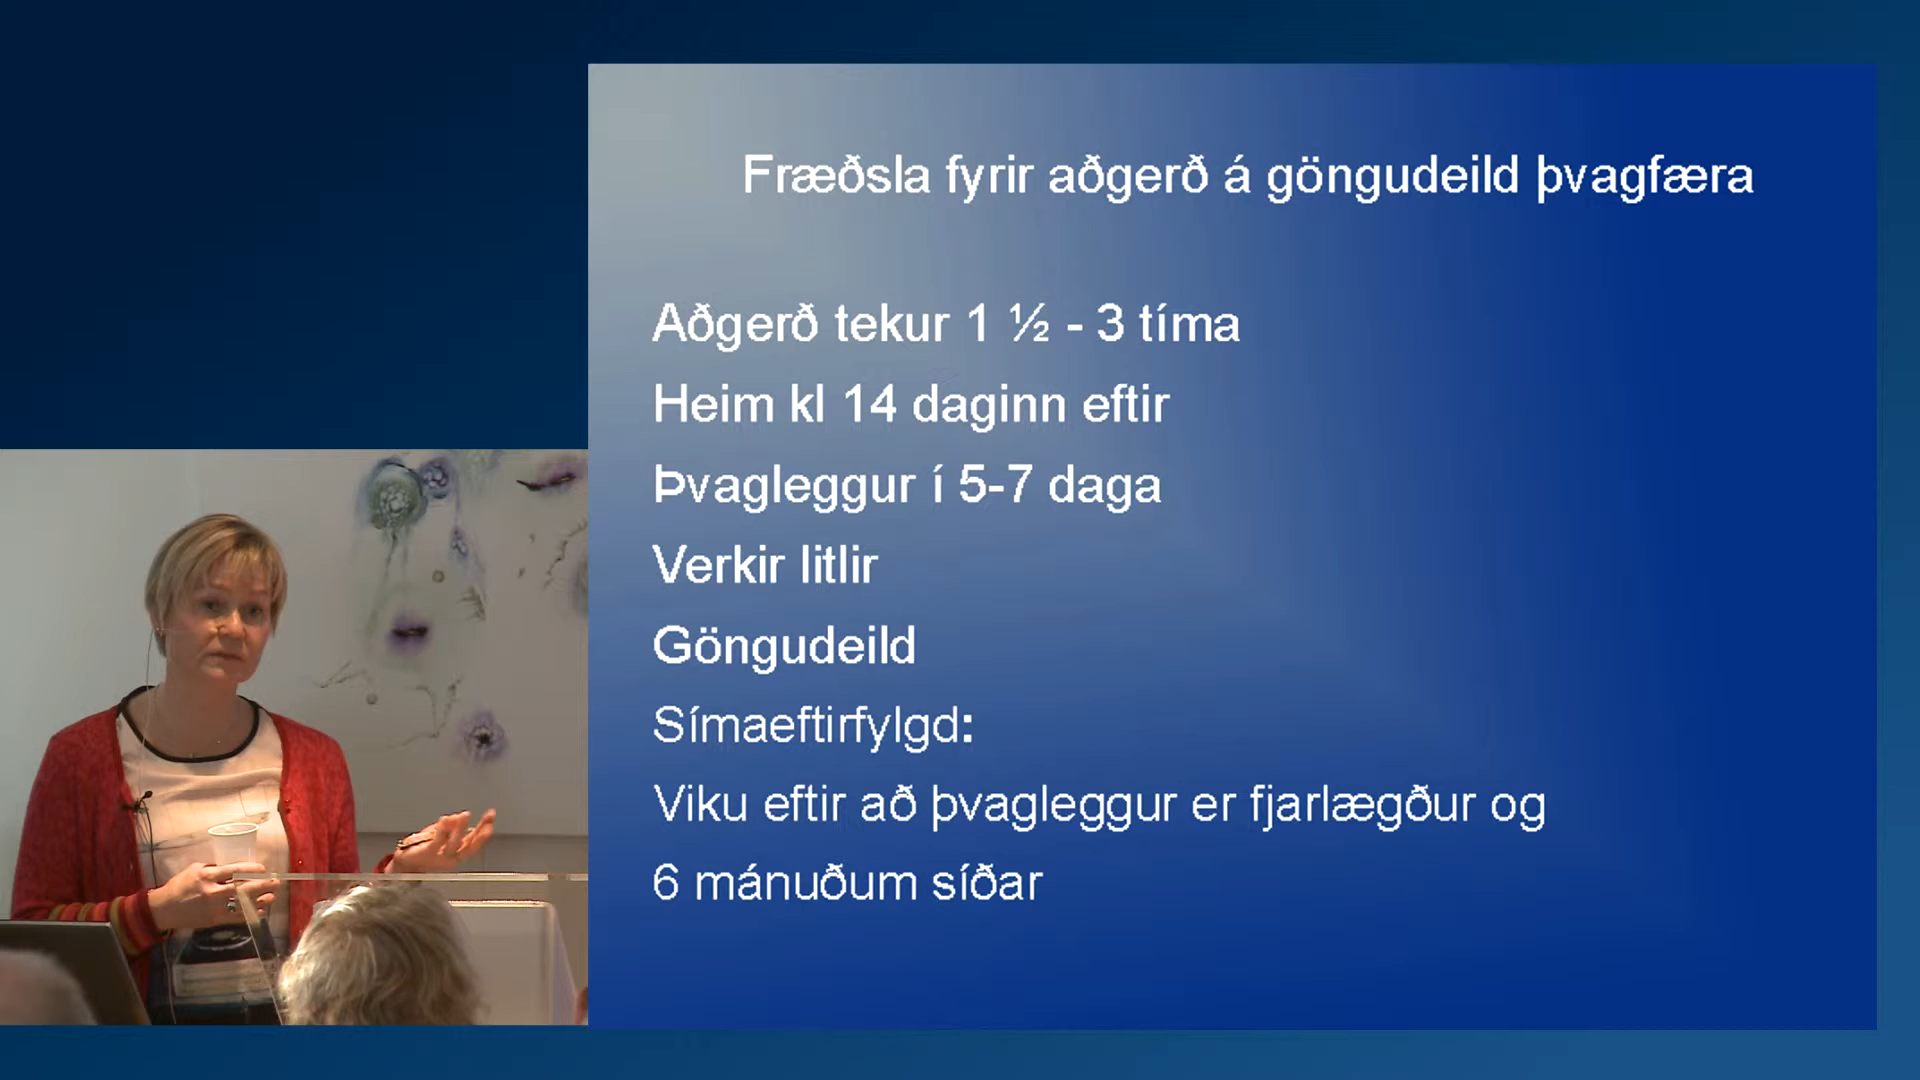 Fræðsla fyrir aðgerð á göngudeild þvagfæra
Aðgerð tekur 1 ½ - 3 tíma
Heim kl 14 daginn eftir
Þvagleggur í 5-7 daga
Verkir litlir
Göngudeild
Símaeftirfylgd:
Viku eftir að þvagleggur er fjarlægður og
6 mánuðum síðar